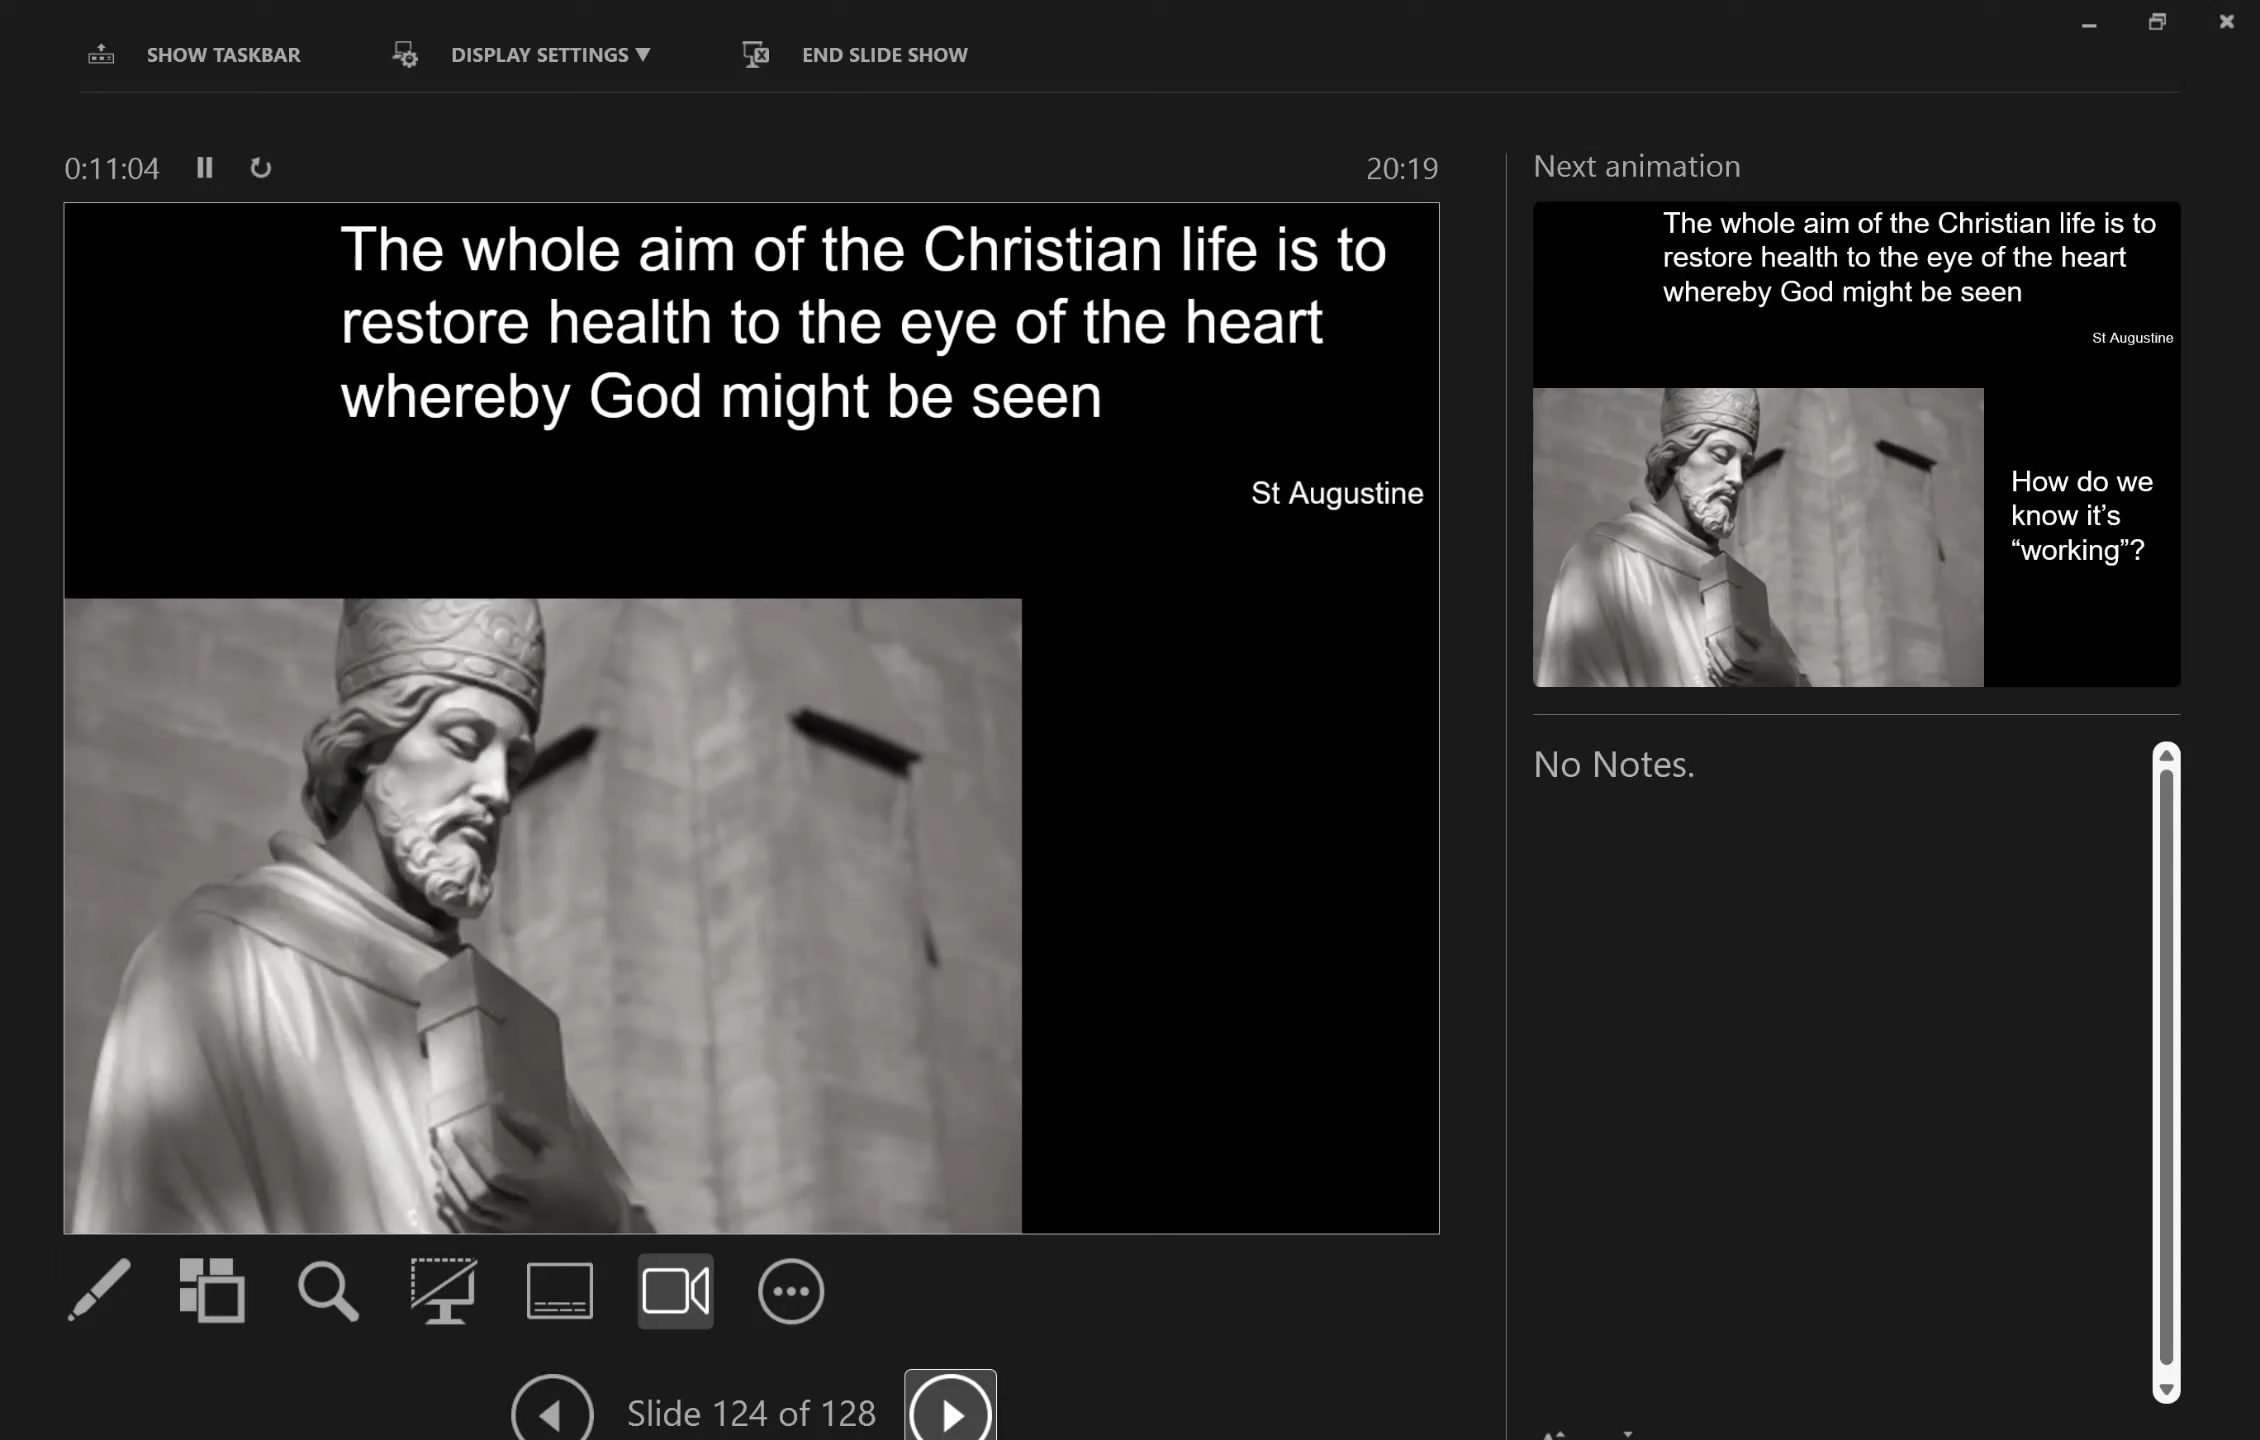 SHOW TASKBAR
DISPLAY SETTINGS ▼
END SLIDE SHOW
0:11:04
20:19
The whole aim of the Christian life is to
restore health to the eye of the heart
whereby God might be seen
St Augustine
Slide 124 of 128
Next animation
The whole aim of the Christian life is to
restore health to the eye of the heart
whereby God might be seen
St Augustine
How do we
know it’s
“working”?
No Notes.